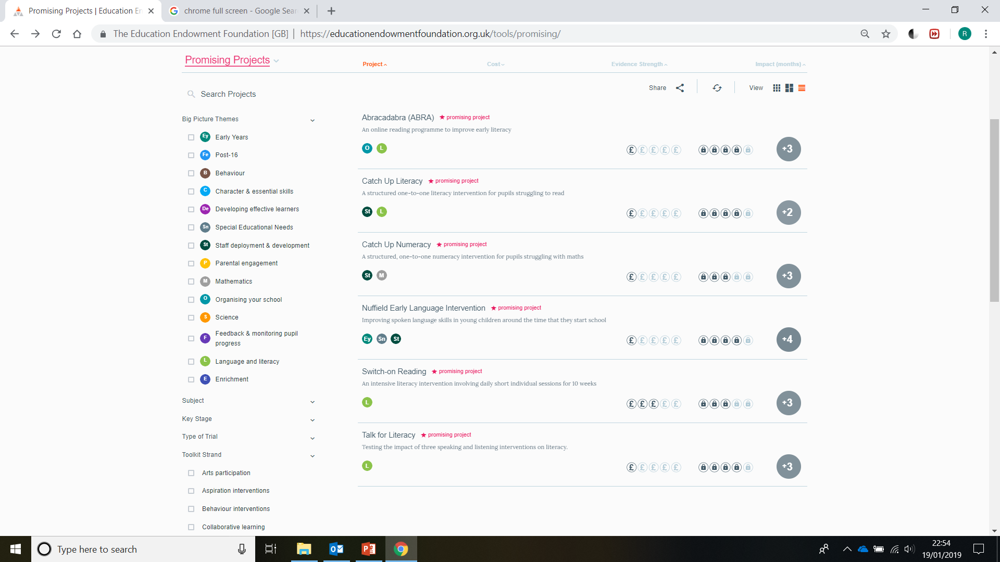 Promising Projects | Education En
chrome full screen - Google Sear
The Education Endowment Foundation [GB] | https://educationendowmentfoundation.org.uk/tools/promising/
R
Promising Projects
Project
Cost
Evidence Strength
Impact (months)
Share
View
Search Projects
Big Picture Themes
Ey Early Years
Fe Post-16
B Behaviour
C Character & essential skills
De Developing effective learners
Sn Special Educational Needs
St Staff deployment & development
P Parental engagement
M Mathematics
O Organising your school
S Science
F Feedback & monitoring pupil
progress
L Language and literacy
E Enrichment
Subject
Key Stage
Type of Trial
Toolkit Strand
Arts participation
Aspiration interventions
Behaviour interventions
Collaborative learning
Abracadabra (ABRA) promising project
An online reading programme to improve early literacy
O L £ £ £ £ £ +3
Catch Up Literacy promising project
A structured one-to-one literacy intervention for pupils struggling to read
St L £ £ £ £ £ +2
Catch Up Numeracy promising project
A structured, one-to-one numeracy intervention for pupils struggling with maths
St M £ £ £ £ £ +3
Nuffield Early Language Intervention promising project
Improving spoken language skills in young children around the time that they start school
Ey Sn St £ £ £ £ £ +4
Switch-on Reading promising project
An intensive literacy intervention involving daily short individual sessions for 10 weeks
L £ £ £ £ £ +3
Talk for Literacy promising project
Testing the impact of three speaking and listening interventions on literacy.
L £ £ £ £ £ +3
Type here to search
22:54
19/01/2019